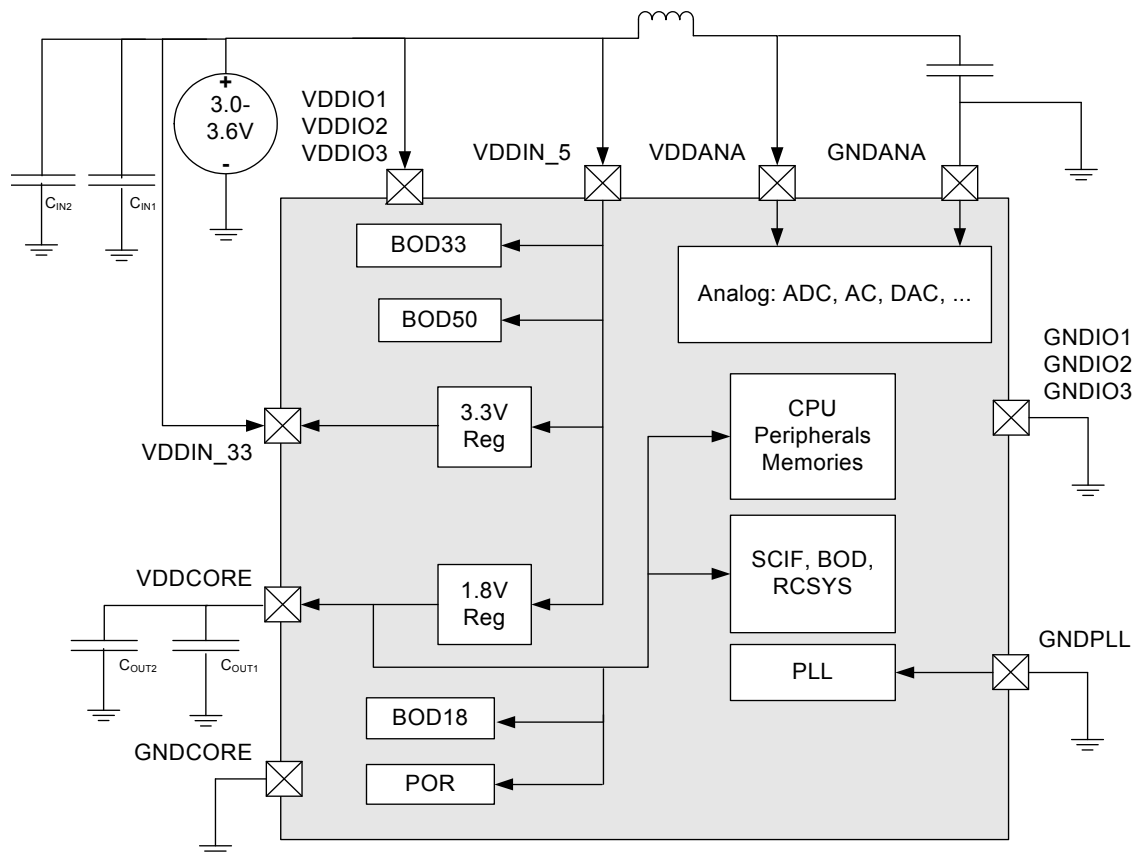 +
3.0-
3.6V
-
VDDIO1
VDDIO2
VDDIO3
VDDIN_5
VDDANA
GNDANA
CIN2
CIN1
BOD33
BOD50
Analog: ADC, AC, DAC, ...
GNDIO1
GNDIO2
GNDIO3
3.3V
Reg
CPU
Peripherals
Memories
VDDIN_33
VDDCORE
1.8V
Reg
SCIF, BOD,
RCSYS
COUT2
COUT1
GNDPLL
PLL
BOD18
GNDCORE
POR